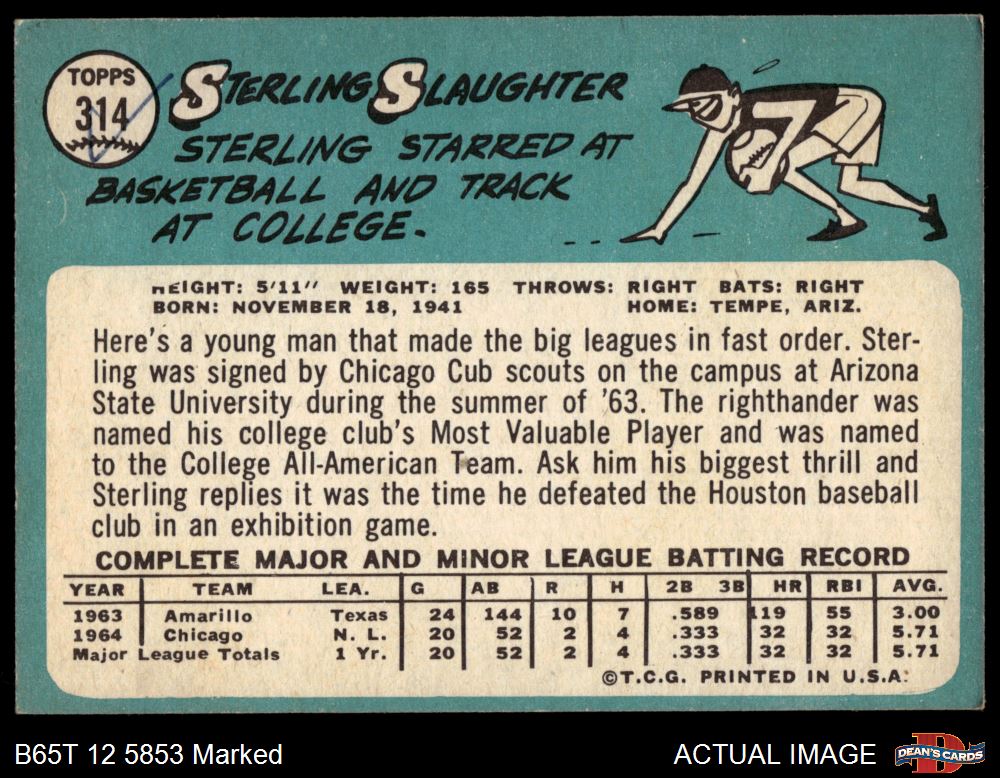 TOPPS
314
STERLING SLAUGHTER
STERLING STARRED AT
BASKETBALL AND TRACK
AT COLLEGE.
7
HEIGHT: 5'11" WEIGHT: 165 THROWS: RIGHT BATS: RIGHT
BORN: NOVEMBER 18, 1941 HOME: TEMPE, ARIZ.
Here's a young man that made the big leagues in fast order. Ster-
ling was signed by Chicago Cub scouts on the campus at Arizona
State University during the summer of '63. The righthander was
named his college club's Most Valuable Player and was named
to the College All-American Team. Ask him his biggest thrill and
Sterling replies it was the time he defeated the Houston baseball
club in an exhibition game.
COMPLETE MAJOR AND MINOR LEAGUE BATTING RECORD
YEAR TEAM LEA. G AB R H 2B 3B HR RBI AVG.
1963 Amarillo Texas 24 144 10 7 .589 119 55 3.00
1964 Chicago N. L. 20 52 2 4 .333 32 32 5.71
Major League Totals 1 Yr. 20 52 2 4 .333 32 32 5.71
©T.C.G. PRINTED IN U.S.A.
B65T 12 5853 Marked ACTUAL IMAGE DEAN'S CARDS